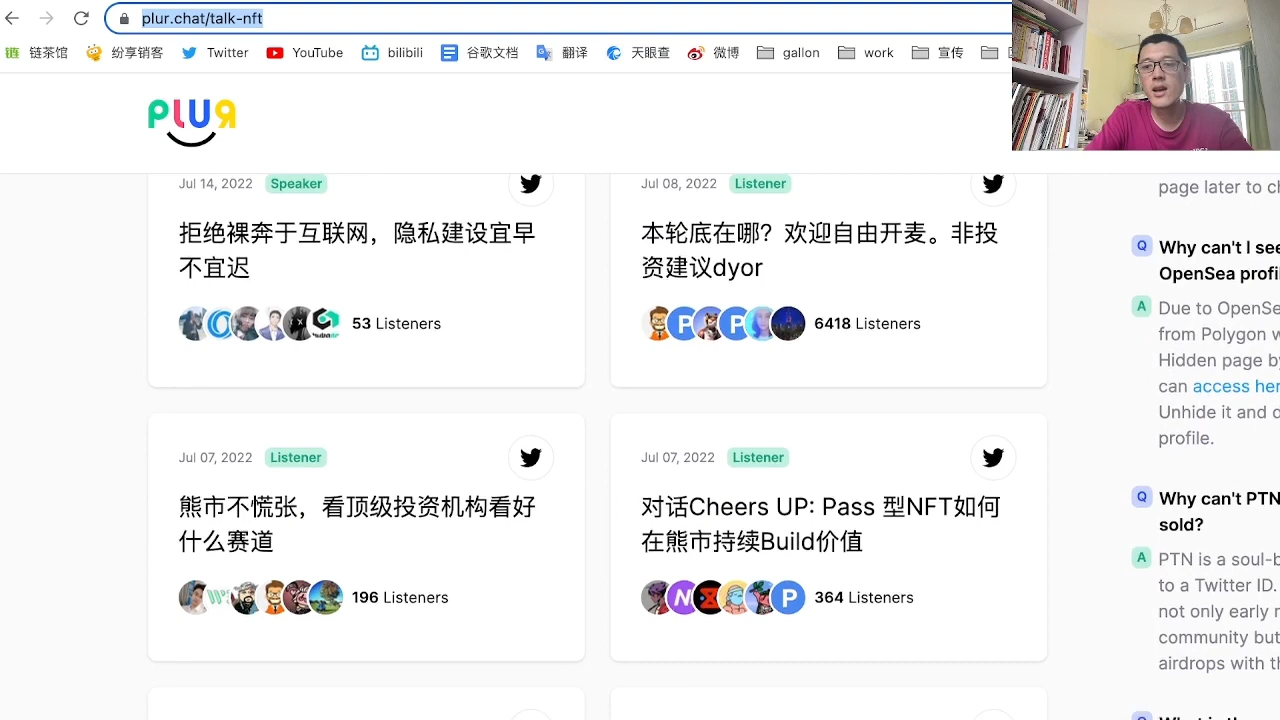 plur.chat/talk-nft
链 链茶馆 纷享销客 Twitter YouTube bilibili 谷歌文档 翻译 天眼查 微博 gallon work 宣传
PLUR
Jul 14, 2022 Speaker
拒绝裸奔于互联网，隐私建设宜早
不宜迟
53 Listeners
Jul 08, 2022 Listener
本轮底在哪？欢迎自由开麦。非投
资建议dyor
P P
6418 Listeners
Jul 07, 2022 Listener
熊市不慌张，看顶级投资机构看好
什么赛道
196 Listeners
Jul 07, 2022 Listener
对话Cheers UP: Pass 型NFT如何
在熊市持续Build价值
N P
364 Listeners
page later to
Q Why can't I see
OpenSea
A Due to
from Polygon
Hidden page
can access
Unhide it and
profile.
Q Why can't PTN
sold?
A PTN is a
to a Twitter ID.
not only early
community but
airdrops with